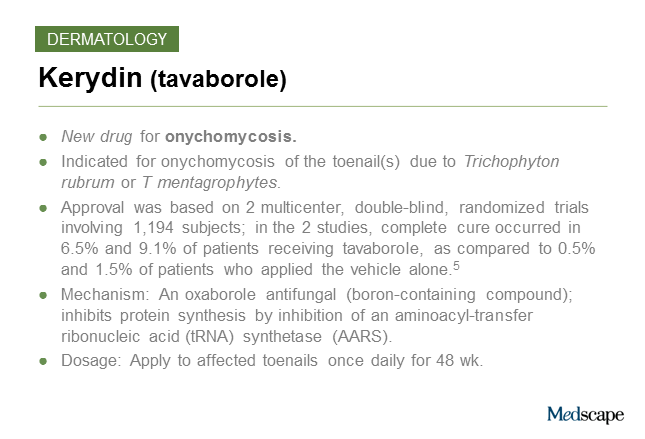 DERMATOLOGY
Kerydin (tavaborole)
● New drug for onychomycosis.
● Indicated for onychomycosis of the toenail(s) due to Trichophyton
rubrum or T mentagrophytes.
● Approval was based on 2 multicenter, double-blind, randomized trials
involving 1,194 subjects; in the 2 studies, complete cure occurred in
6.5% and 9.1% of patients receiving tavaborole, as compared to 0.5%
and 1.5% of patients who applied the vehicle alone.5
● Mechanism: An oxaborole antifungal (boron-containing compound);
inhibits protein synthesis by inhibition of an aminoacyl-transfer
ribonucleic acid (tRNA) synthetase (AARS).
● Dosage: Apply to affected toenails once daily for 48 wk.
Medscape